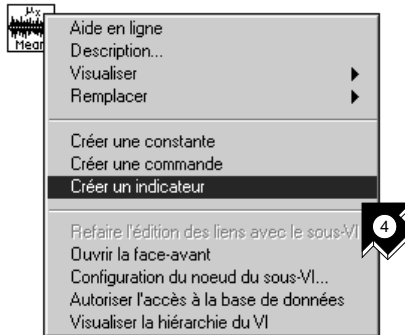 μx
Mean
Aide en ligne
Description...
Visualiser
Remplacer
Créer une constante
Créer une commande
Créer un indicateur
Refaire l'édition des liens avec le sous-VI
4
Ouvrir la face-avant
Configuration du noeud du sous-VI...
Autoriser l'accès à la base de données
Visualiser la hiérarchie du VI